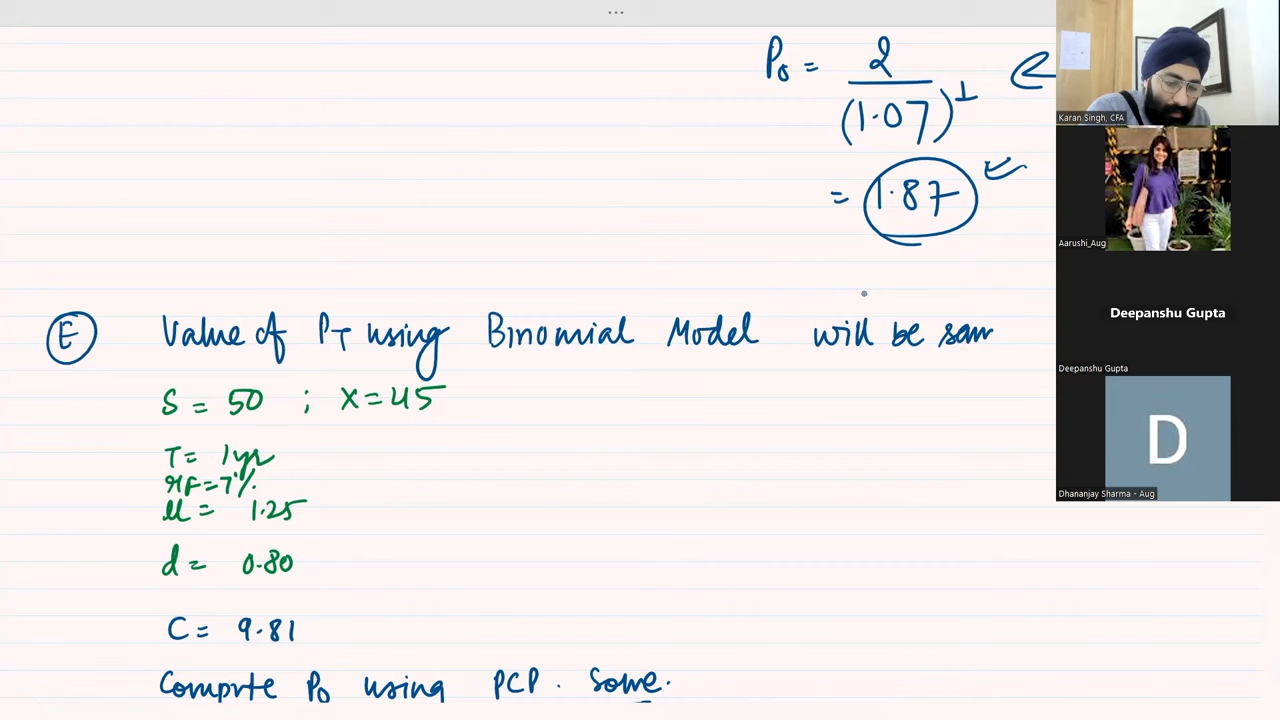 P₀ = 2 / (1.07)¹
= 1.87
Karan Singh, CFA
Aarushi_Aug
Deepanshu Gupta
Deepanshu Gupta
Dhananjay Sharma - Aug
D
E Value of P_T using Binomial Model will be sam
S = 50 ; X = 45
T = 1yr
rF = 7%
u = 1.25
d = 0.80
C = 9.81
Compute P₀ using PCP. Same.